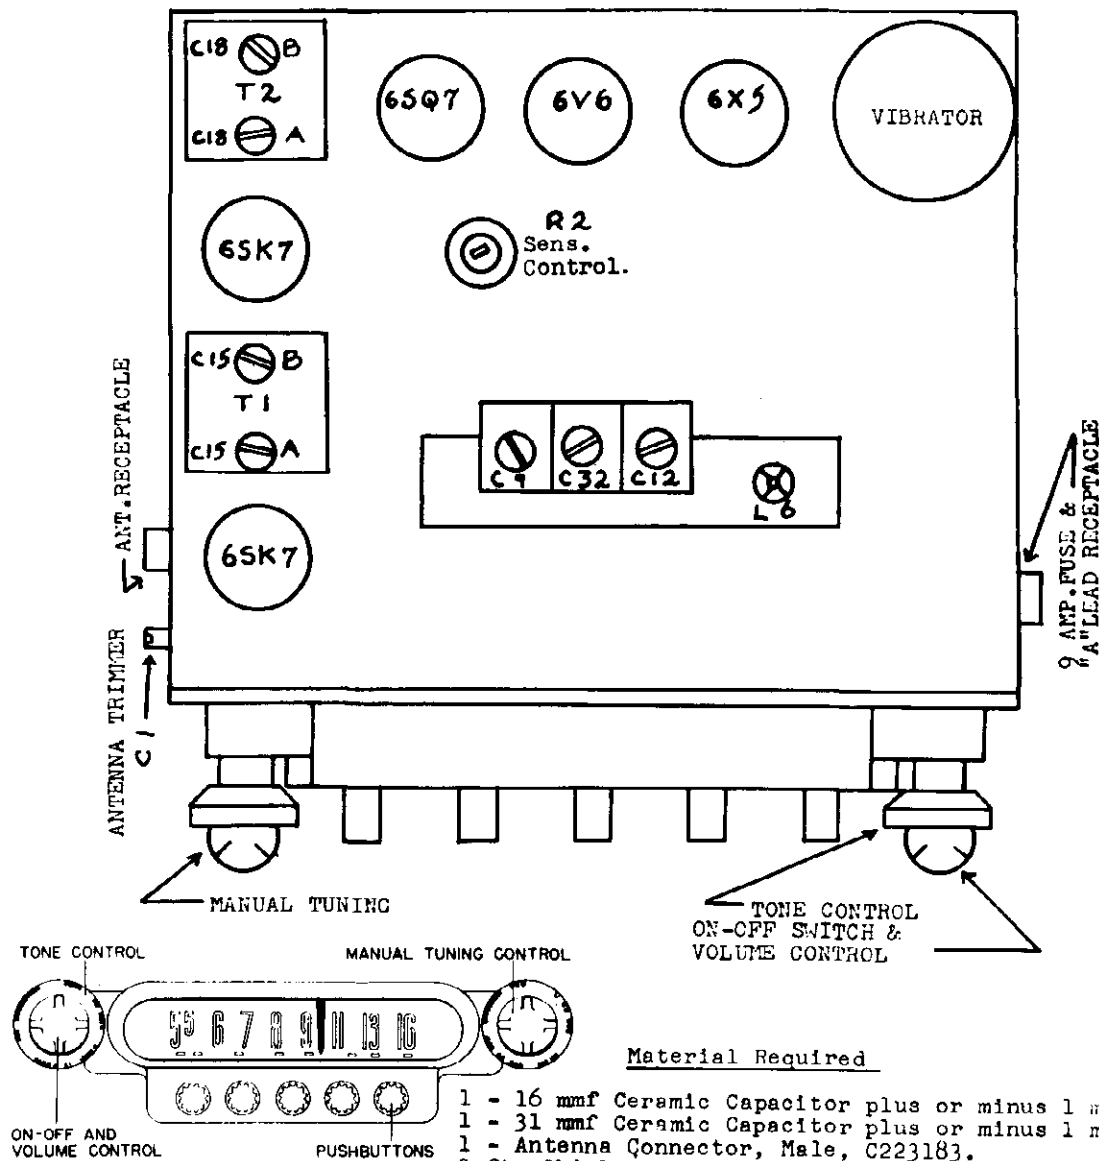 C18 B
T2
C18 A
6SQ7
6V6
6X5
VIBRATOR
6SK7
R2
Sens.
Control.
C15 B
T1
C15 A
ANT.RECEPTACLE
C9
C32
C12
L6
6SK7
9 AMP.FUSE &
"A"LEAD RECEPTACLE
ANTENNA TRIMMER
C1
MANUAL TUNING
TONE CONTROL
ON-OFF SWITCH &
VOLUME CONTROL
TONE CONTROL
MANUAL TUNING CONTROL
55 6 7 8 9 11 13 16
ON-OFF AND
VOLUME CONTROL
PUSHBUTTONS
Material Required
1 - 16 mmf Ceramic Capacitor plus or minus 1
1 - 31 mmf Ceramic Capacitor plus or minus 1
1 - Antenna Connector, Male, C223183.